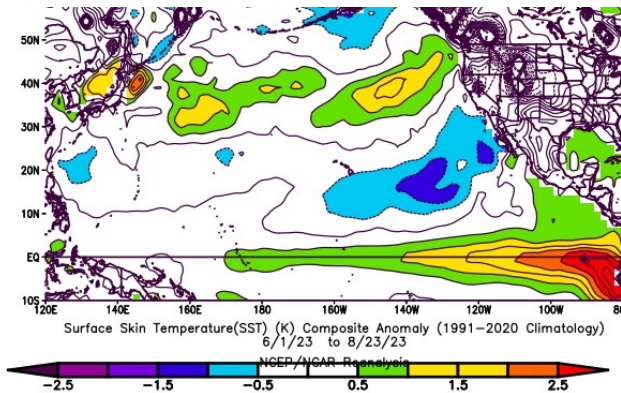 50N
40N
30N
20N
10N
EQ
10S
120E 140E 160E 180 160W 140W 120W 100W
Surface Skin Temperature(SST) (K) Composite Anomaly (1991-2020 Climatology)
6/1/23 to 8/23/23
NCEP/NCAR Reanalysis
-2.5 -1.5 -0.5 0.5 1.5 2.5